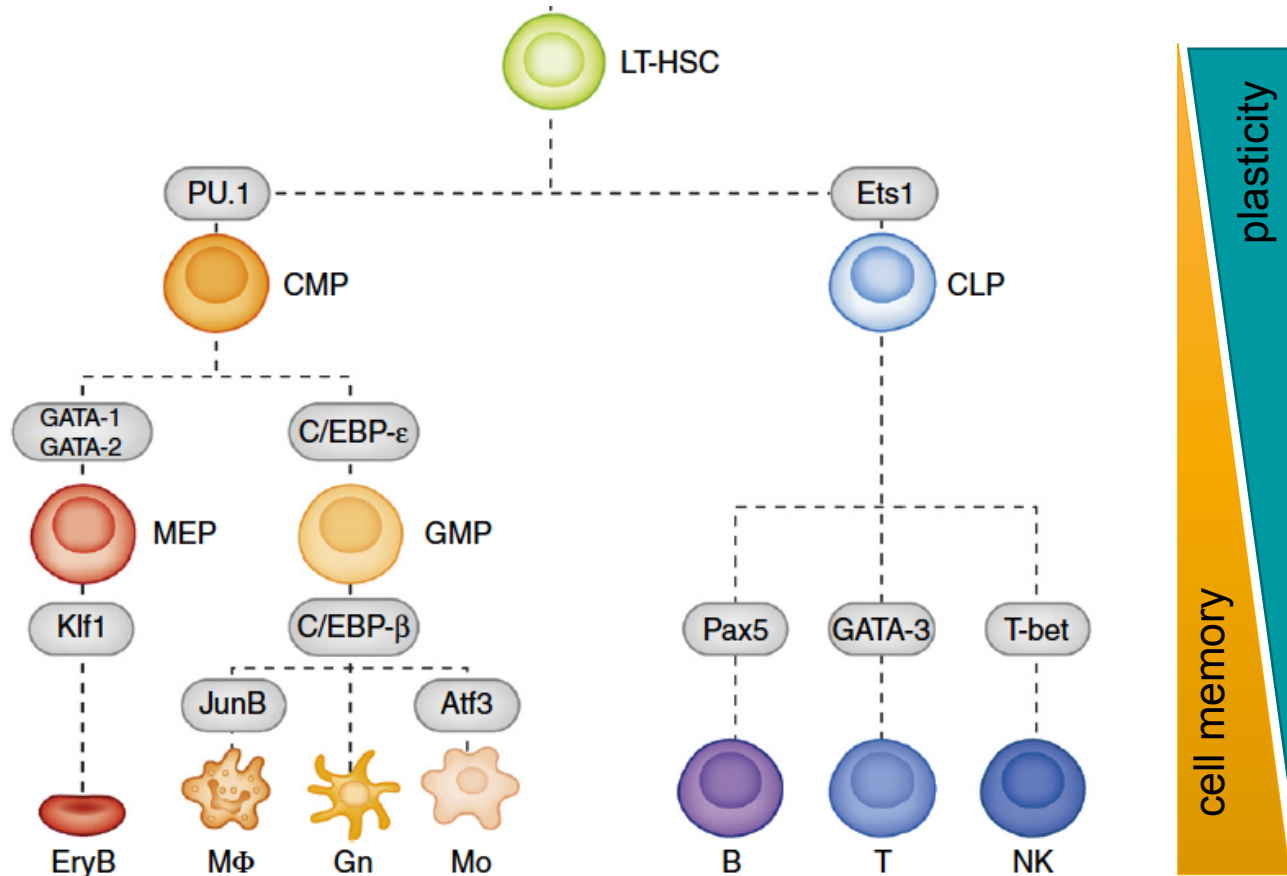 LT-HSC
plasticity
PU.1
Ets1
CMP
CLP
GATA-1
GATA-2
C/EBP-ε
MEP
GMP
cell memory
Klf1
C/EBP-β
Pax5
GATA-3
T-bet
JunB
Atf3
EryB
MΦ
Gn
Mo
B
T
NK